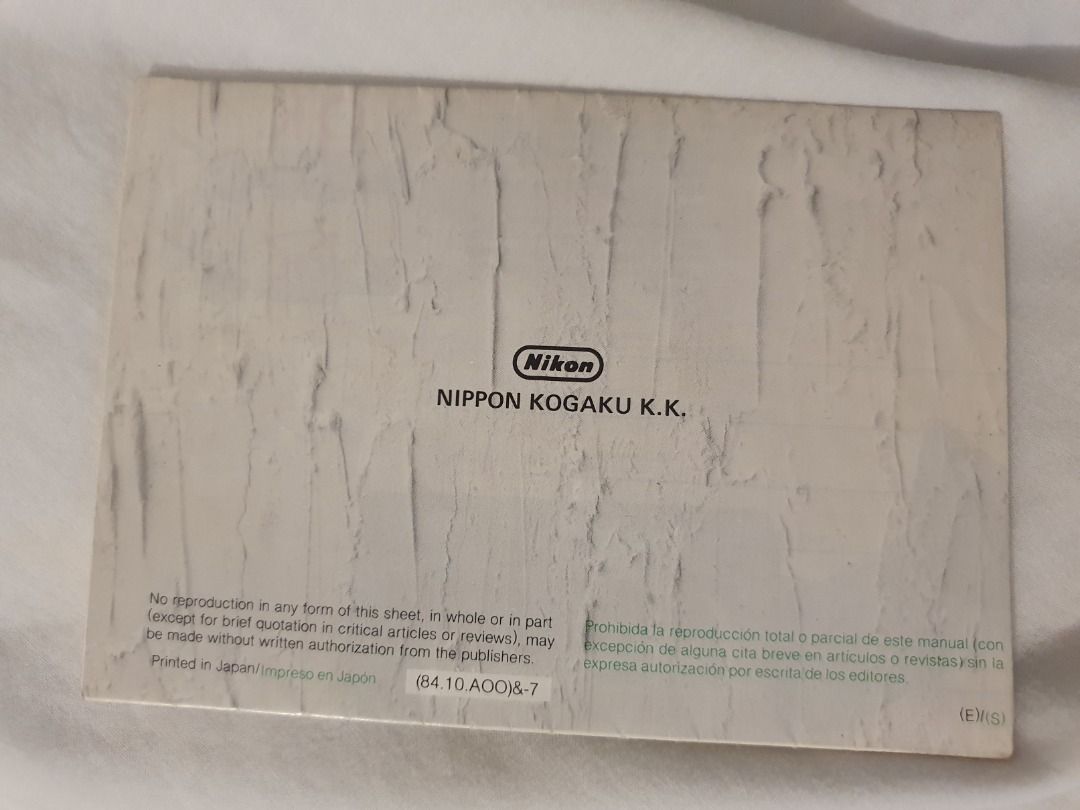 Nikon
NIPPON KOGAKU K.K.
No reproduction in any form of this sheet, in whole or in part
(except for brief quotation in critical articles or reviews), may
be made without written authorization from the publishers.
Printed in Japan/Impreso en Japón
(84.10.AOO)&-7
Prohibida la reproducción total o parcial de este manual (con
excepción de alguna cita breve en artículos o revistas) sin la
expresa autorización por escrita de los editores.
(E)/(S)